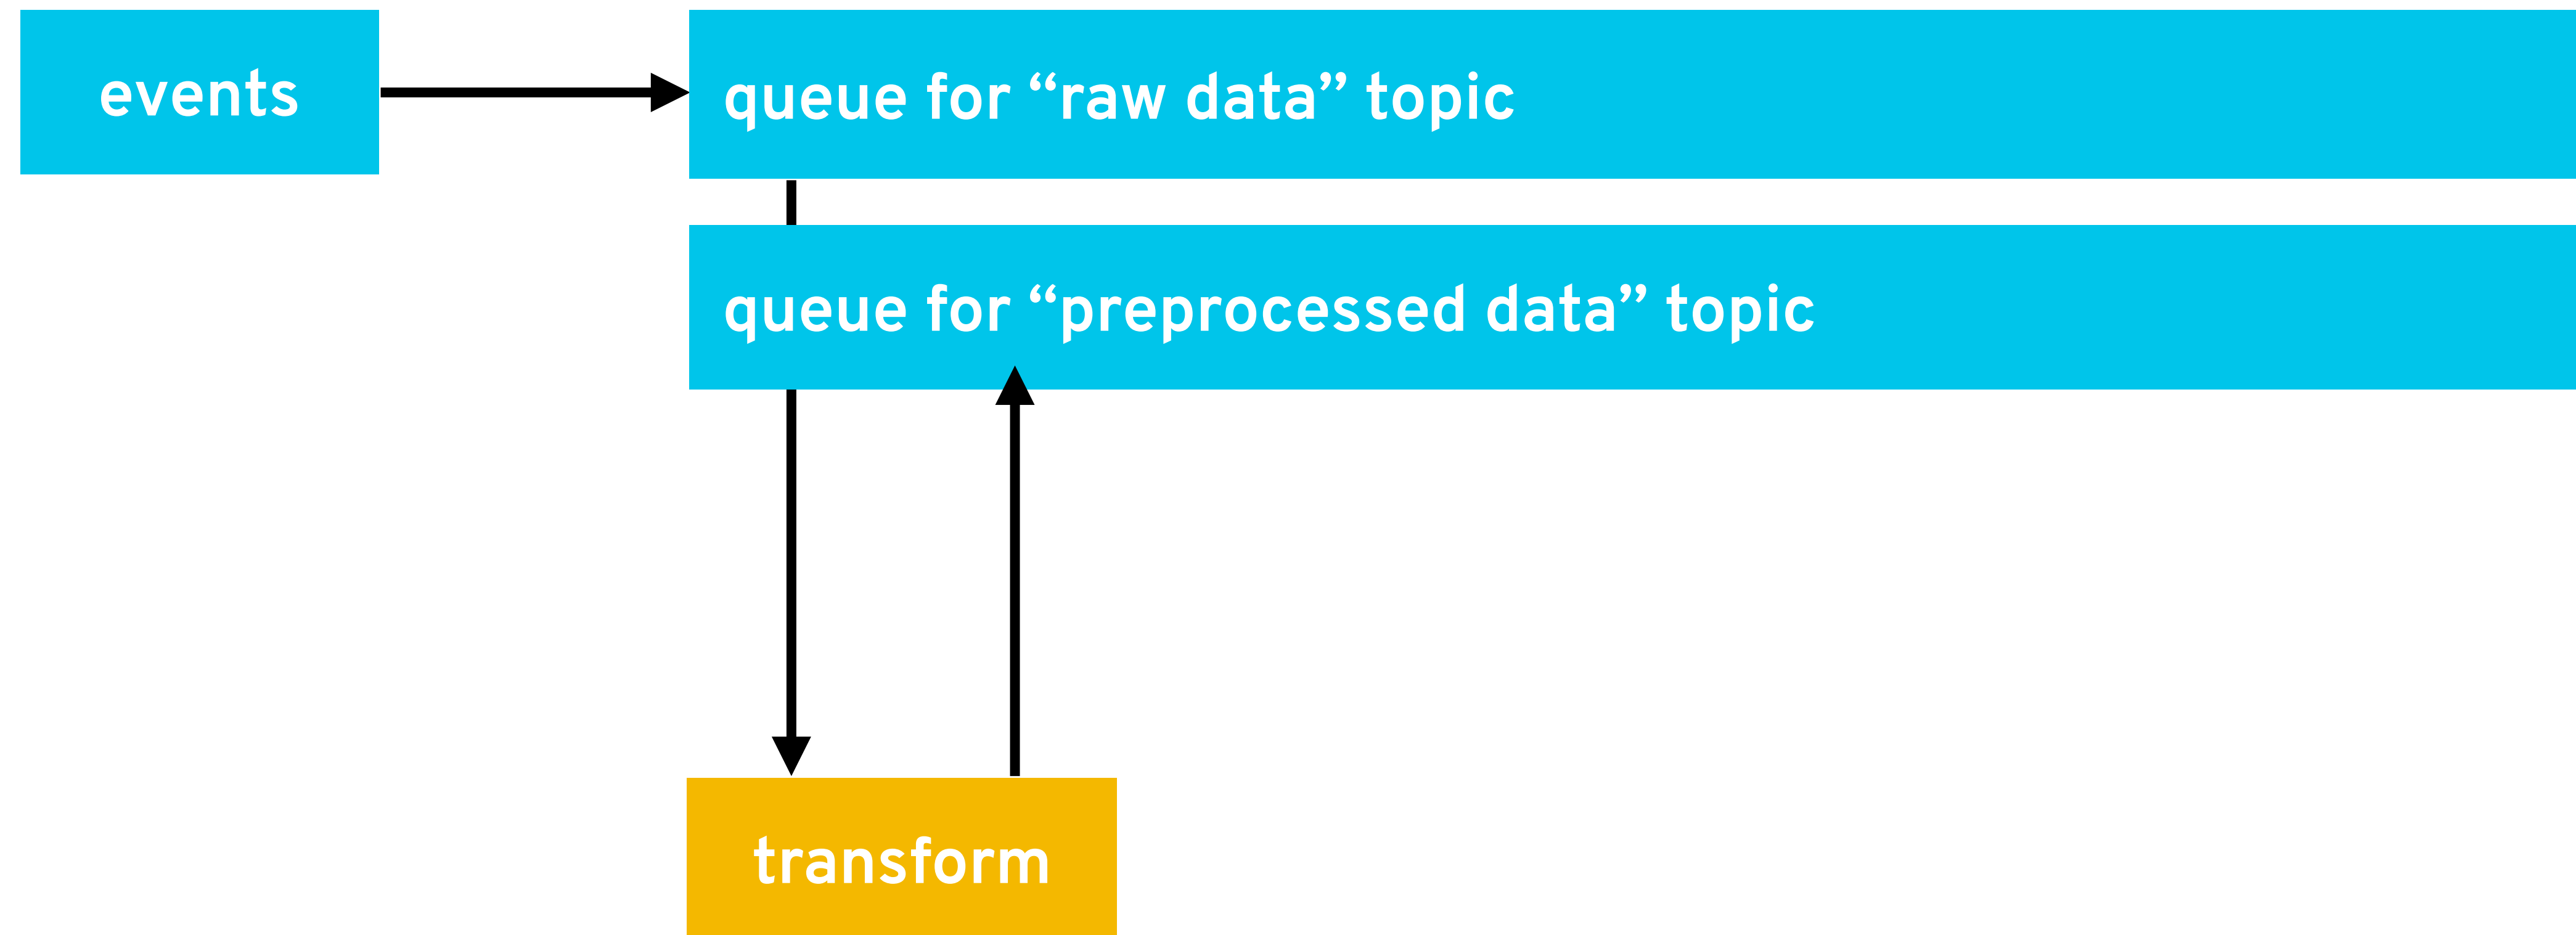 events
queue for “raw data” topic
queue for “preprocessed data” topic
transform